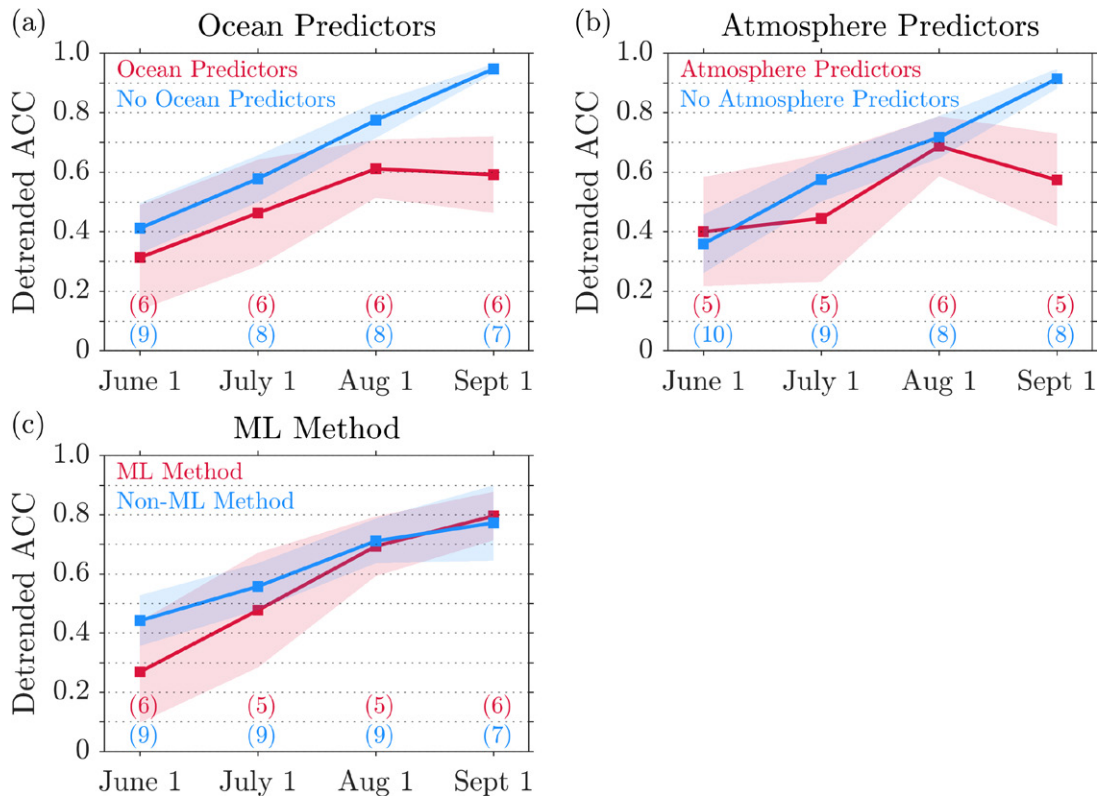 (a) Ocean Predictors
Detrended ACC
1.0
0.8
0.6
0.4
0.2
0
Ocean Predictors
No Ocean Predictors
(6) (6) (6) (6)
(9) (8) (8) (7)
June 1 July 1 Aug 1 Sept 1
(b) Atmosphere Predictors
Detrended ACC
1.0
0.8
0.6
0.4
0.2
0
Atmosphere Predictors
No Atmosphere Predictors
(5) (5) (6) (5)
(10) (9) (8) (8)
June 1 July 1 Aug 1 Sept 1
(c) ML Method
Detrended ACC
1.0
0.8
0.6
0.4
0.2
0
ML Method
Non-ML Method
(6) (5) (5) (6)
(9) (9) (9) (7)
June 1 July 1 Aug 1 Sept 1